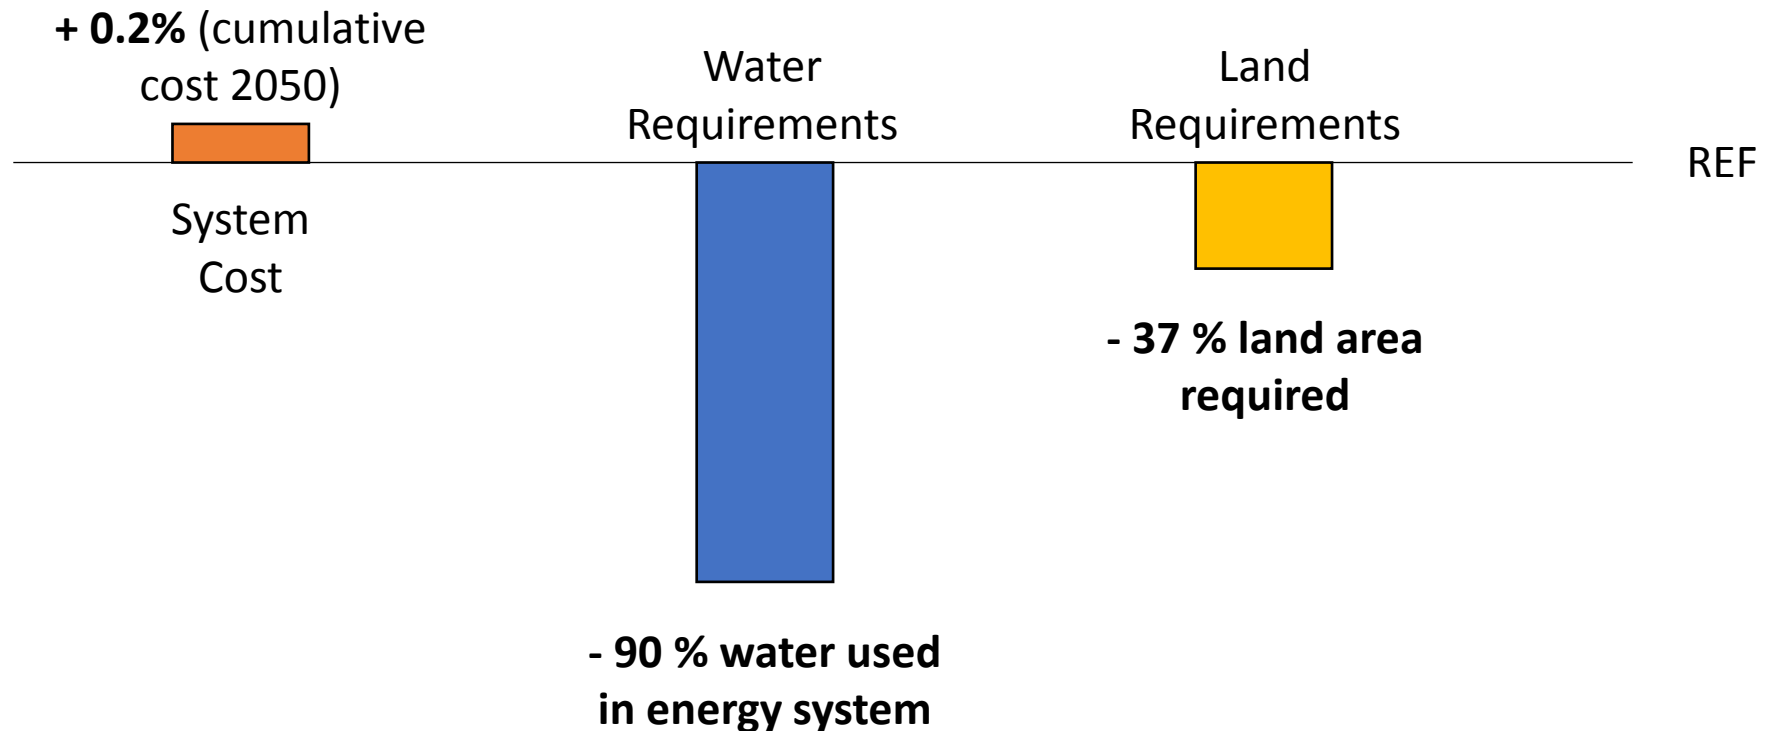 + 0.2% (cumulative
cost 2050)
System
Cost
Water
Requirements
- 90 % water used
in energy system
Land
Requirements
- 37 % land area
required
REF